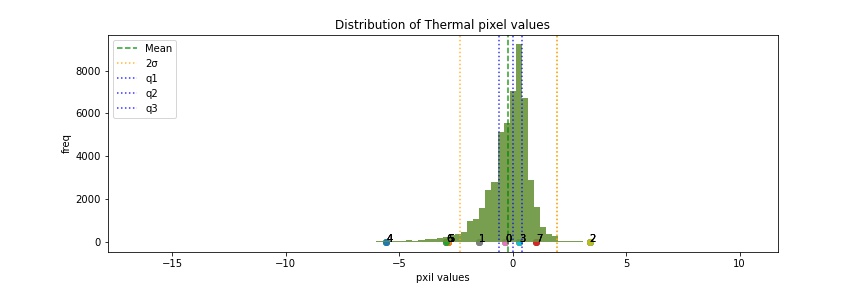 Distribution of Thermal pixel values
Mean
2σ
q1
q2
q3
freq
8000
6000
4000
2000
0
4 6 5 1 0 3 7 2
−15 −10 −5 0 5 10
pxil values